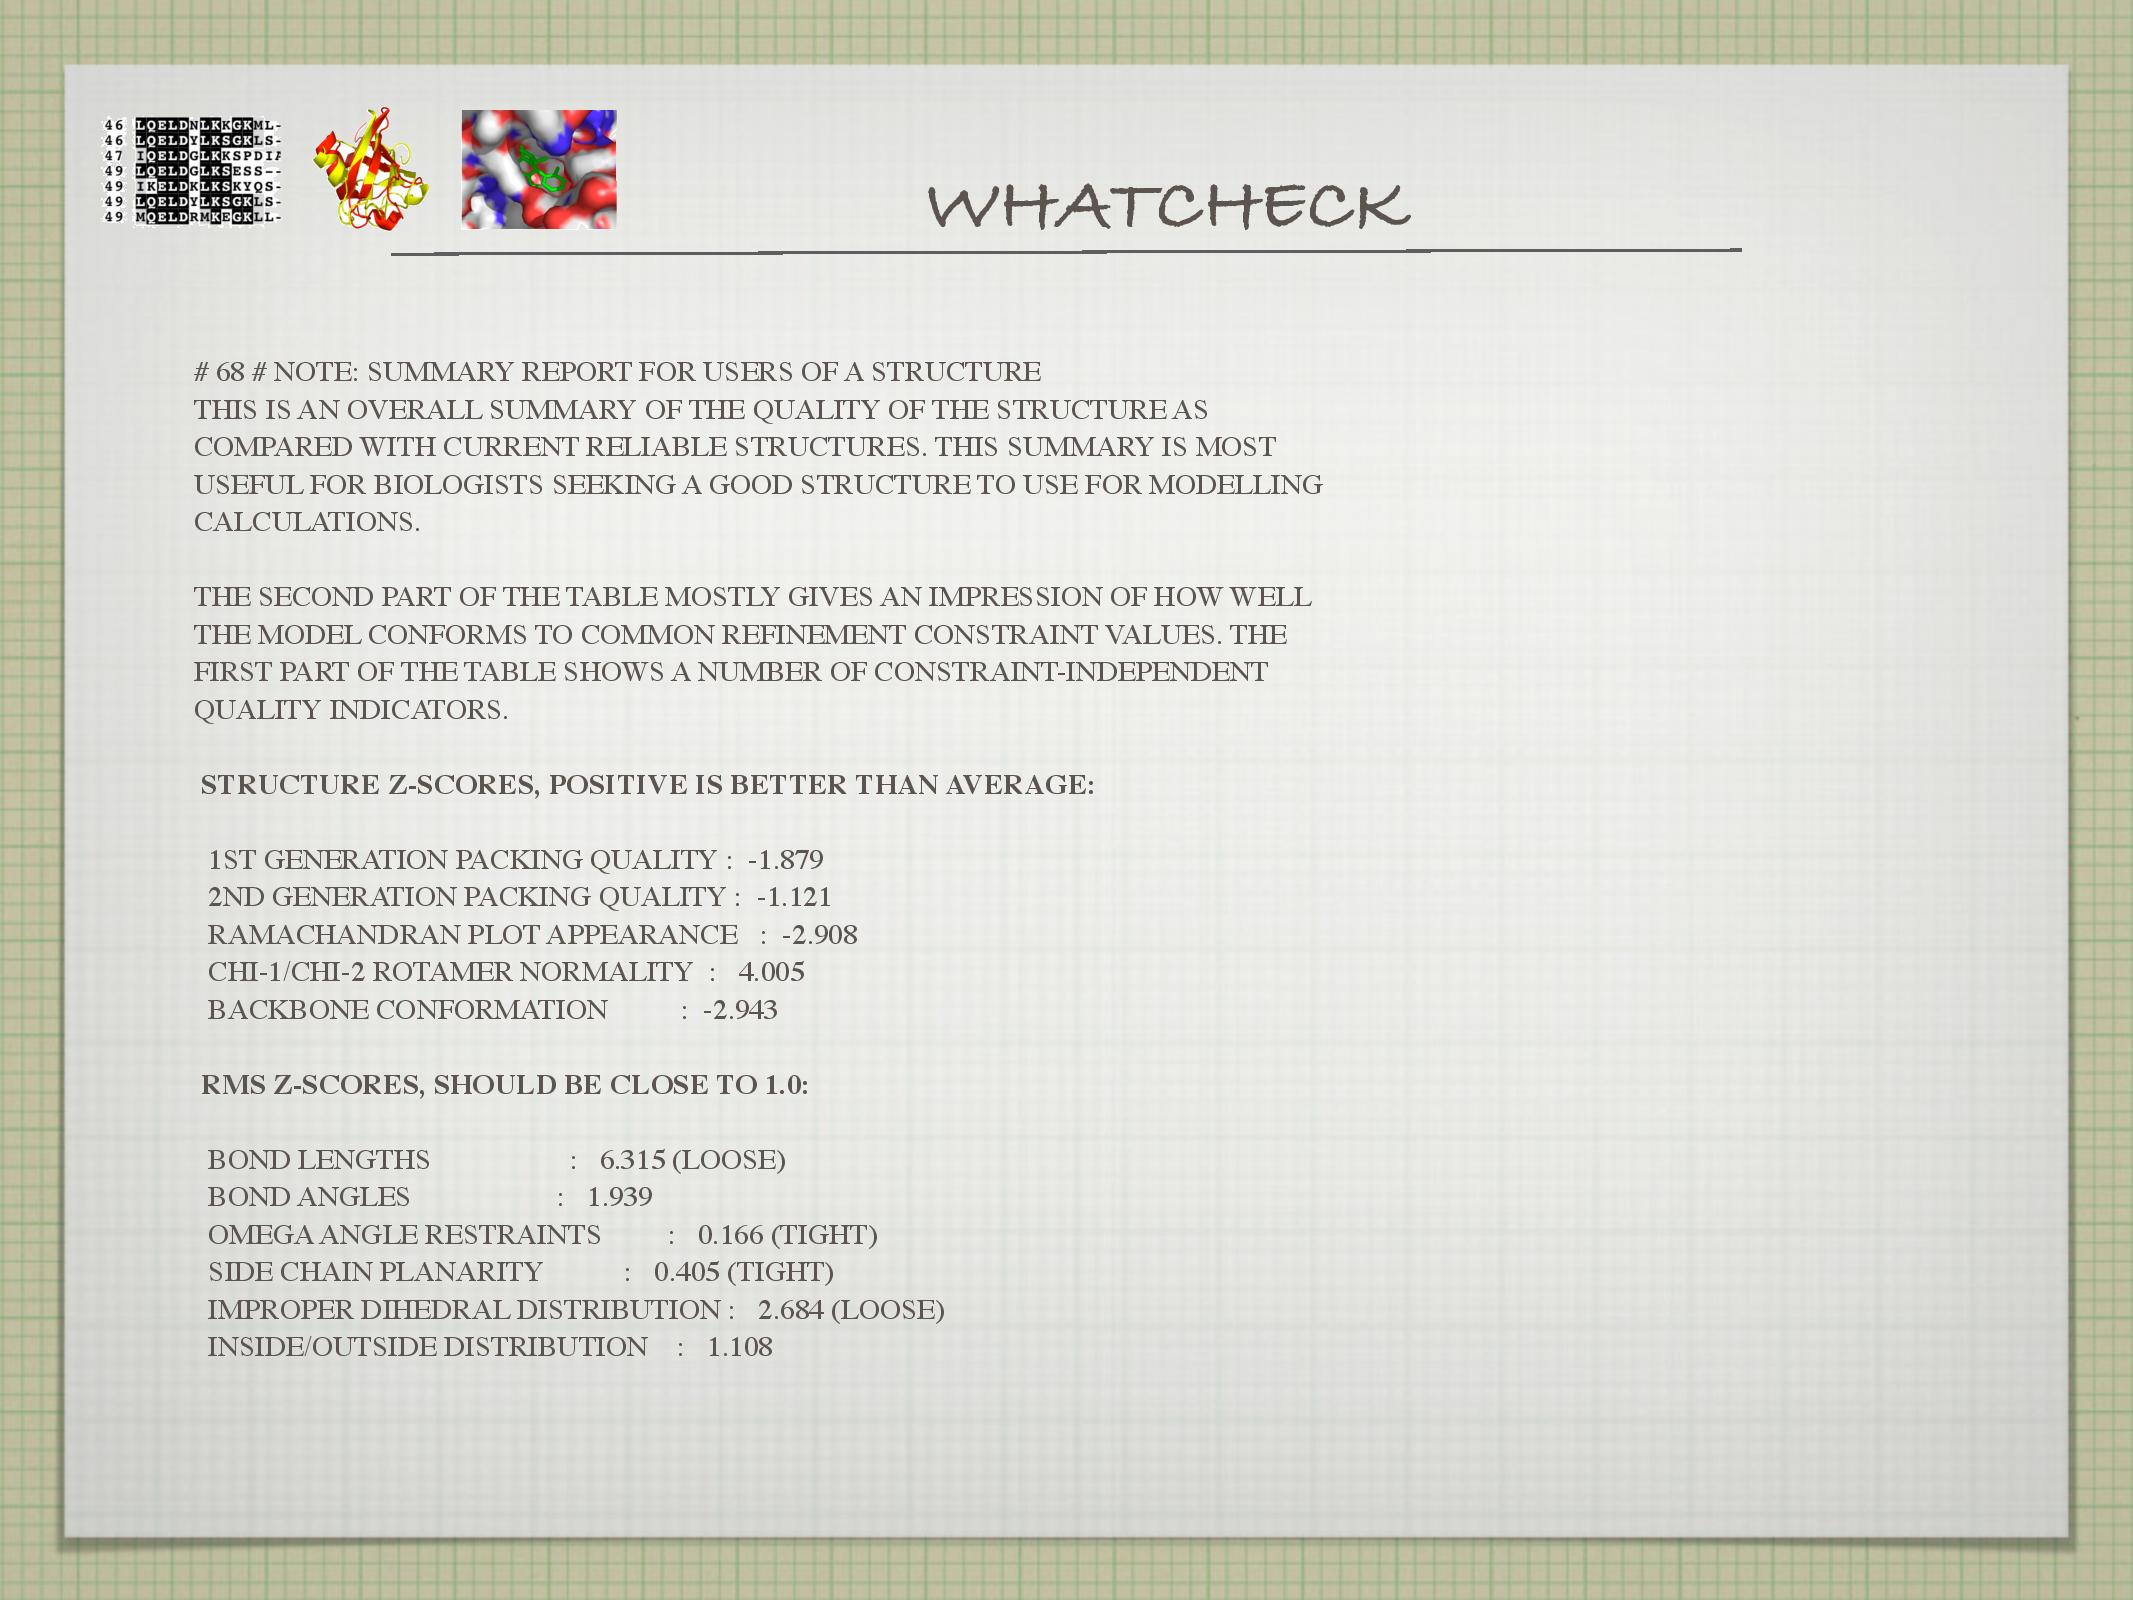 46 LQELDNLKKGKML-
46 LQELDYLKSGKLS-
47 IQELDGLKKSPDI
49 LQELDGLKSESS--
49 IKELDKLKSKYQS-
49 LQELDYLKSGKLS-
49 MQELDRMKEGKLL-
WHATCHECK
# 68 # NOTE: SUMMARY REPORT FOR USERS OF A STRUCTURE
THIS IS AN OVERALL SUMMARY OF THE QUALITY OF THE STRUCTURE AS
COMPARED WITH CURRENT RELIABLE STRUCTURES. THIS SUMMARY IS MOST
USEFUL FOR BIOLOGISTS SEEKING A GOOD STRUCTURE TO USE FOR MODELLING
CALCULATIONS.
THE SECOND PART OF THE TABLE MOSTLY GIVES AN IMPRESSION OF HOW WELL
THE MODEL CONFORMS TO COMMON REFINEMENT CONSTRAINT VALUES. THE
FIRST PART OF THE TABLE SHOWS A NUMBER OF CONSTRAINT-INDEPENDENT
QUALITY INDICATORS.
STRUCTURE Z-SCORES, POSITIVE IS BETTER THAN AVERAGE:
1ST GENERATION PACKING QUALITY : -1.879
2ND GENERATION PACKING QUALITY : -1.121
RAMACHANDRAN PLOT APPEARANCE : -2.908
CHI-1/CHI-2 ROTAMER NORMALITY : 4.005
BACKBONE CONFORMATION : -2.943
RMS Z-SCORES, SHOULD BE CLOSE TO 1.0:
BOND LENGTHS : 6.315 (LOOSE)
BOND ANGLES : 1.939
OMEGA ANGLE RESTRAINTS : 0.166 (TIGHT)
SIDE CHAIN PLANARITY : 0.405 (TIGHT)
IMPROPER DIHEDRAL DISTRIBUTION : 2.684 (LOOSE)
INSIDE/OUTSIDE DISTRIBUTION : 1.108